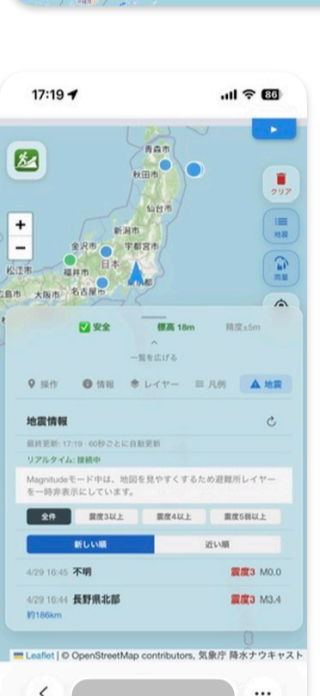 17:19
86
青森市
秋田市
クリア
仙台市
地震
新潟市
金沢市
宇都宮市
松江市
福井市
日本
雨量
広島市
大阪市
名古屋市
安全
標高 18m
精度±5m
一覧を広げる
操作
情報
レイヤー
凡例
地震
地震情報
最終更新: 17:19・60秒ごとに自動更新
リアルタイム: 接続中
Magnitudeモード中は、地図を見やすくするため避難所レイヤー
を一時非表示にしています。
全件
震度3以上
震度4以上
震度5弱以上
新しい順
近い順
4/29 16:45 不明 震度3 M0.0
4/29 16:44 長野県北部 震度3 M3.4
約186km
Leaflet | © OpenStreetMap contributors, 気象庁 降水ナウキャスト